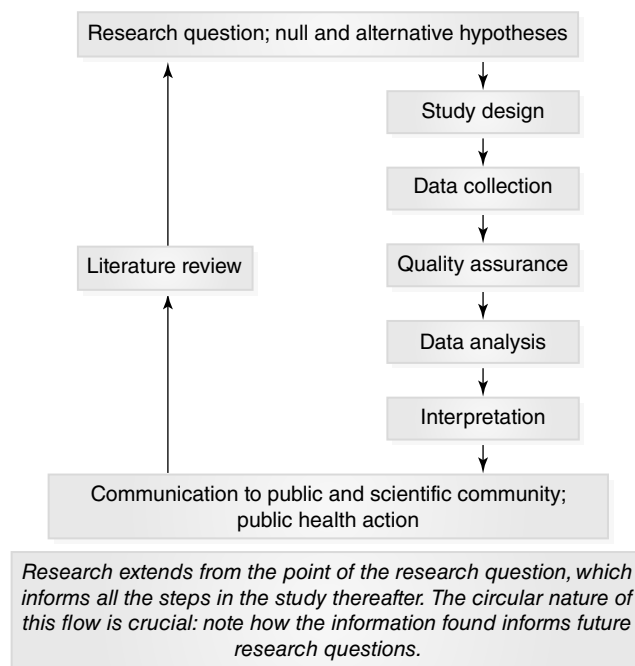 Research question; null and alternative hypotheses
Study design
Data collection
Literature review
Quality assurance
Data analysis
Interpretation
Communication to public and scientific community;
public health action
Research extends from the point of the research question, which
informs all the steps in the study thereafter. The circular nature of
this flow is crucial: note how the information found informs future
research questions.